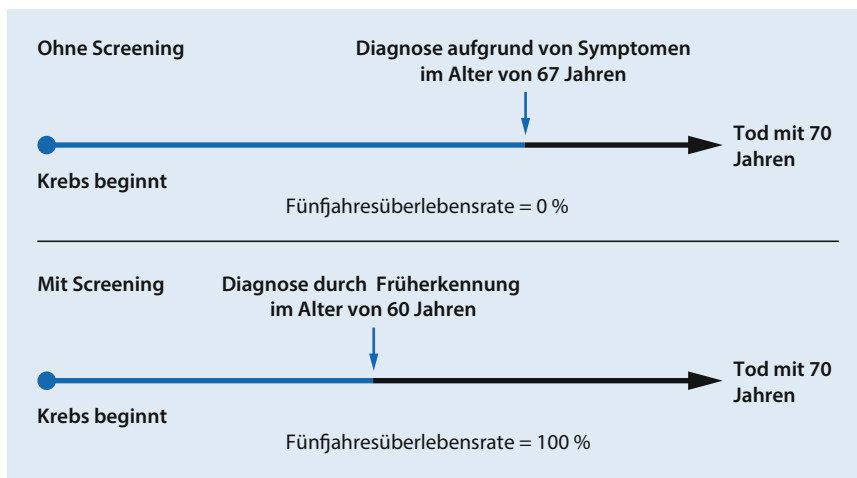 Ohne Screening
Diagnose aufgrund von Symptomen
im Alter von 67 Jahren
Tod mit 70
Jahren
Krebs beginnt
Fünfjahresüberlebensrate = 0 %
Mit Screening
Diagnose durch Früherkennung
im Alter von 60 Jahren
Tod mit 70
Jahren
Krebs beginnt
Fünfjahresüberlebensrate = 100 %